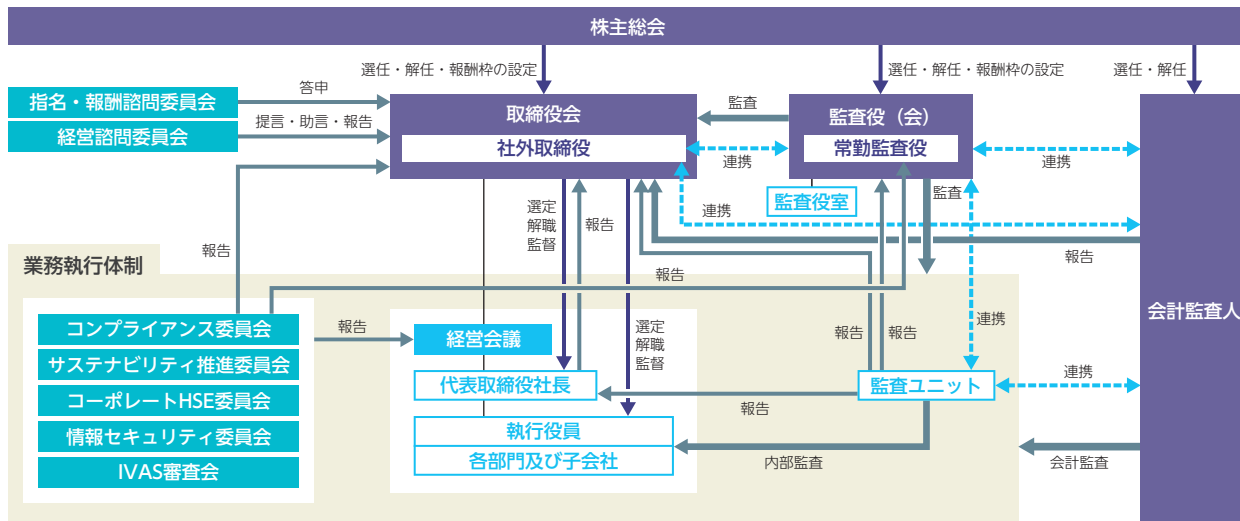 株主総会
選任・解任・報酬枠の設定
選任・解任・報酬枠の設定
選任・解任
指名・報酬諮問委員会
答申
経営諮問委員会
提言・助言・報告
取締役会
社外取締役
監査
監査役（会）
常勤監査役
連携
連携
監査役室
監査
連携
選定
解職
監督
報告
報告
報告
業務執行体制
報告
会計監査人
コンプライアンス委員会
サステナビリティ推進委員会
コーポレートHSE委員会
情報セキュリティ委員会
IVAS審査会
報告
経営会議
選定
解職
監督
報告
報告
連携
代表取締役社長
監査ユニット
連携
報告
執行役員
各部門及び子会社
内部監査
会計監査